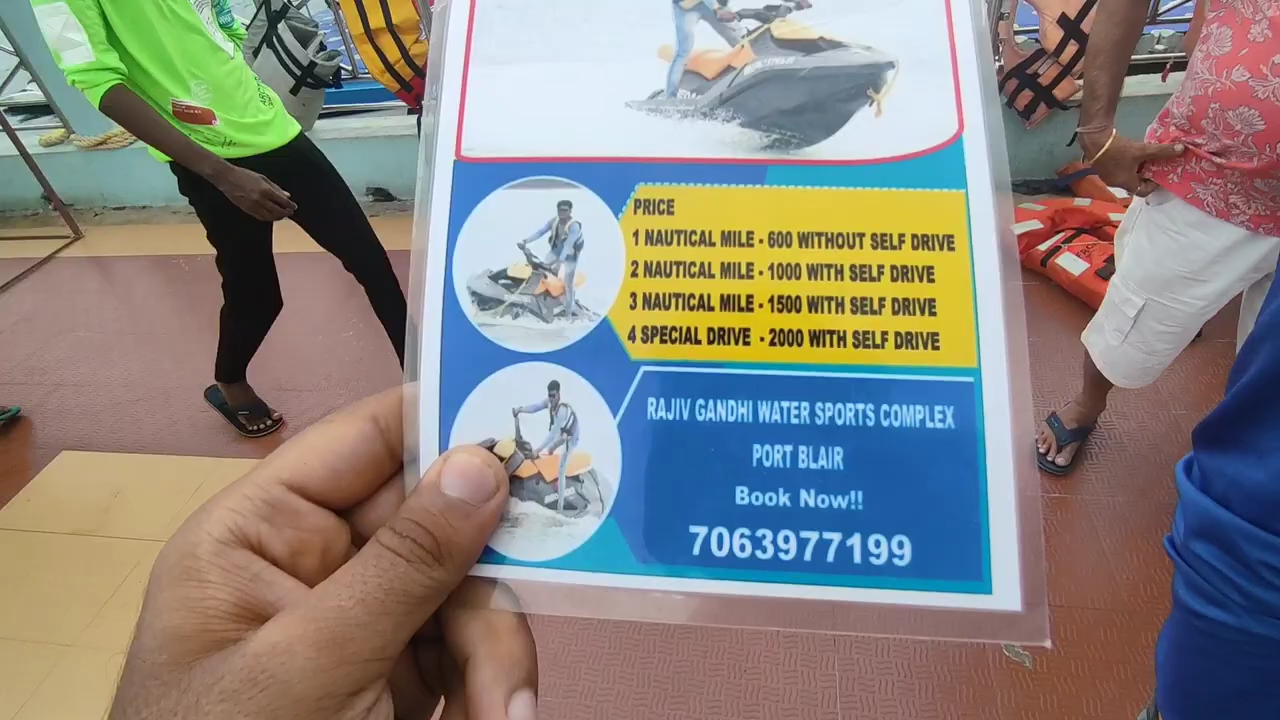 PRICE
1 NAUTICAL MILE - 600 WITHOUT SELF DRIVE
2 NAUTICAL MILE - 1000 WITH SELF DRIVE
3 NAUTICAL MILE - 1500 WITH SELF DRIVE
4 SPECIAL DRIVE - 2000 WITH SELF DRIVE
RAJIV GANDHI WATER SPORTS COMPLEX
PORT BLAIR
Book Now!!
7063977199